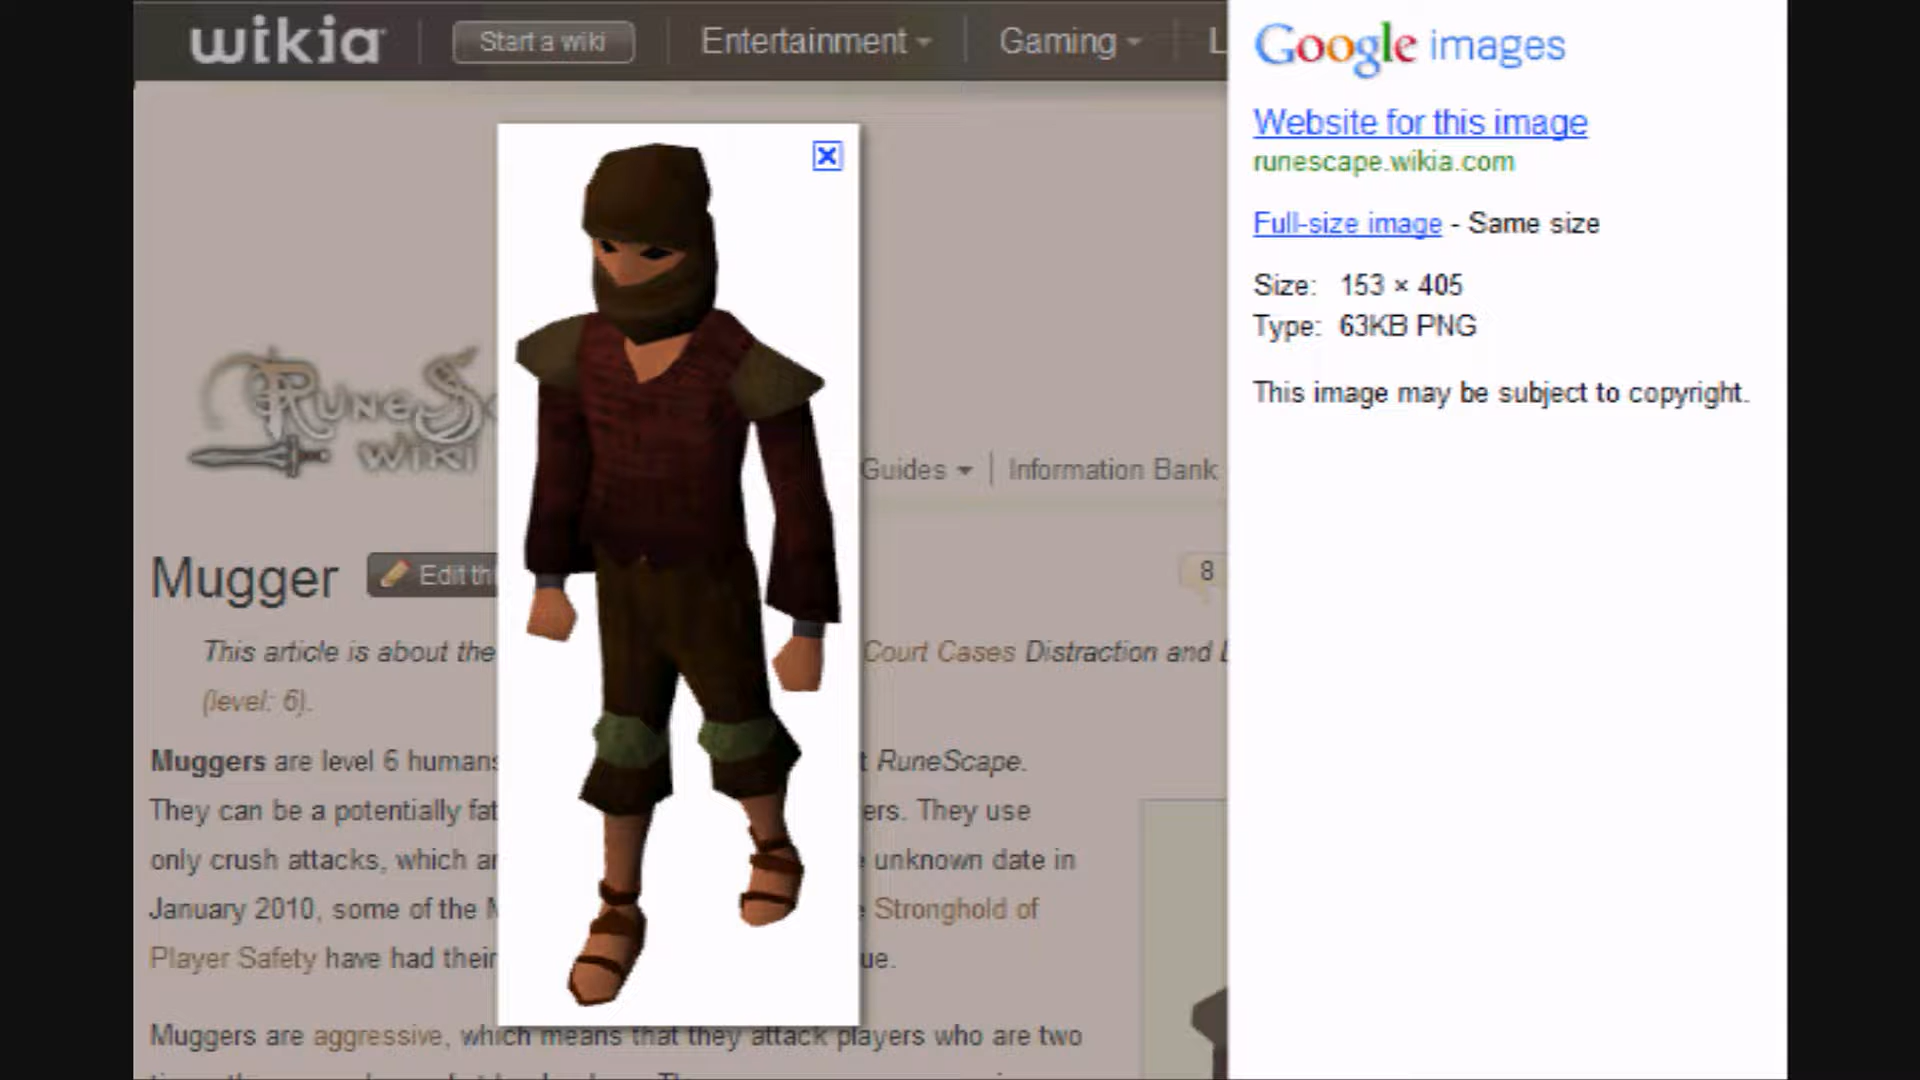 wikia
Start a wiki
Entertainment
Gaming
Google images
Website for this image
runescape.wikia.com
Full-size image - Same size
Size: 153 × 405
Type: 63KB PNG
This image may be subject to copyright.
RUNESC
WIKI
Guides
Information Bank
Mugger
Edit thi
8
This article is about the
Court Cases Distraction and
(level: 6).
Muggers are level 6 humans
RuneScape.
They can be a potentially
ers. They use
only crush attacks, which
unknown date in
January 2010, some of the
Stronghold of
Player Safety have had their
ue.
Muggers are aggressive, which means that they attack players who are two